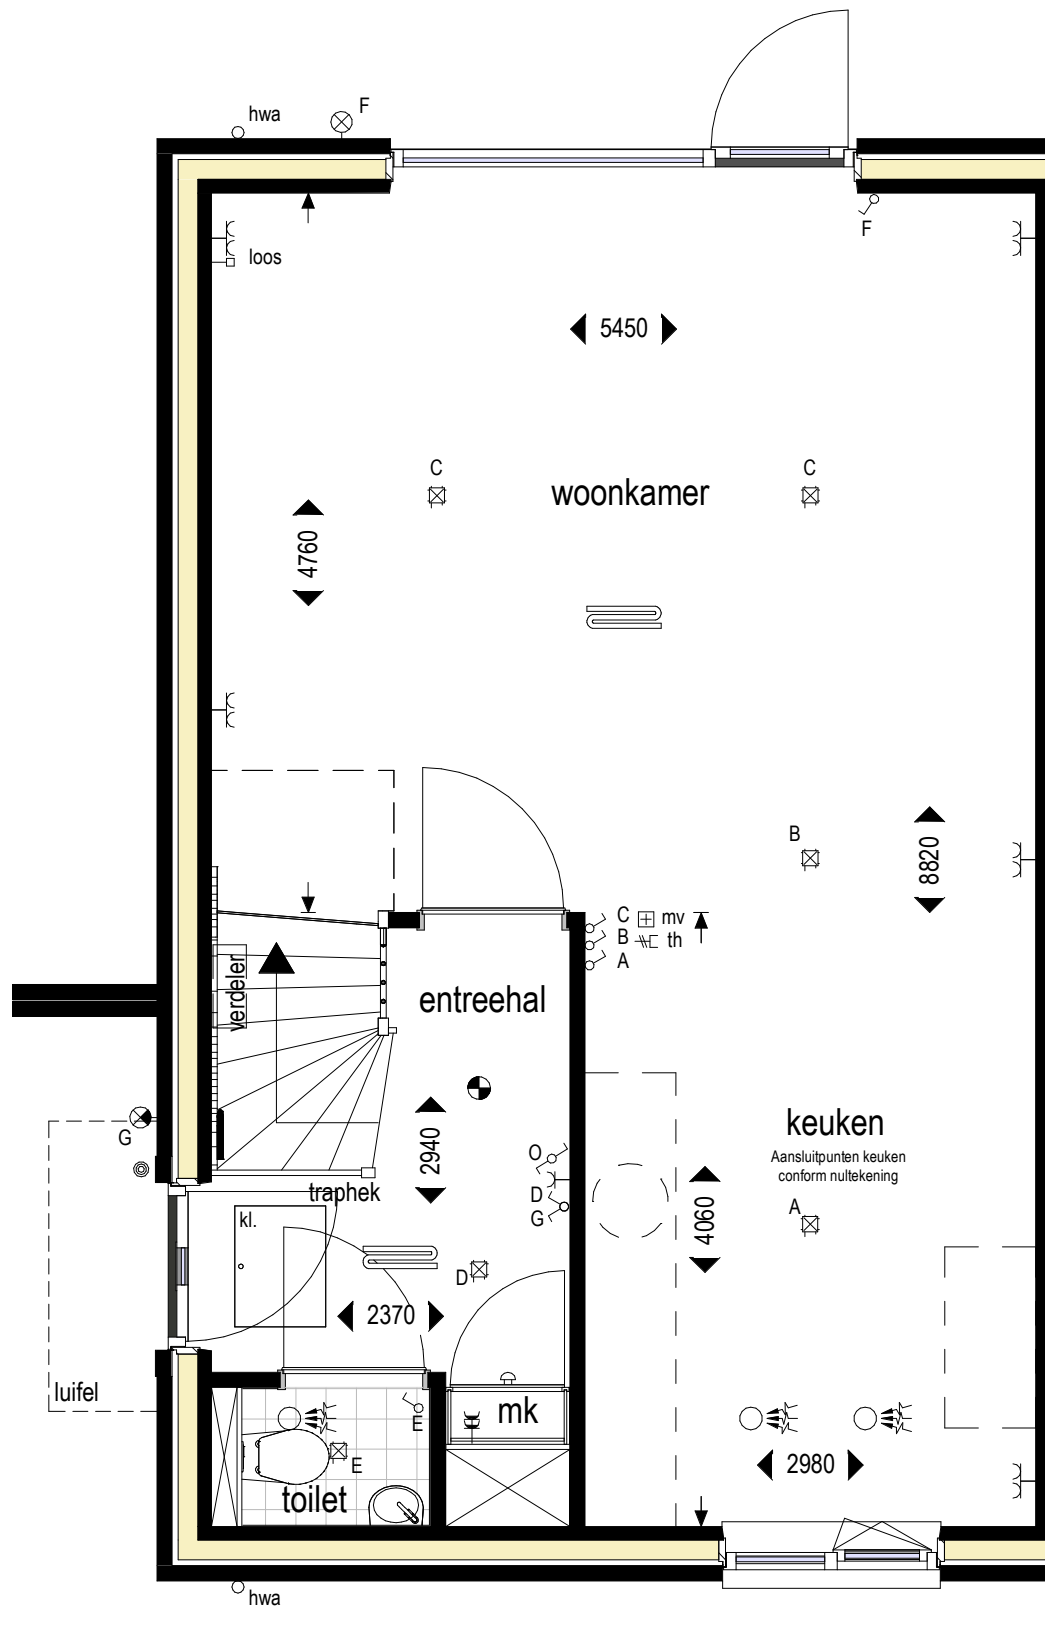 hwa
F
loos
F
5450
C
C
woonkamer
4760
B
8820
C mv
B th
A
verdeler
entreehal
G
2940
keuken
Aansluitpunten keuken
conform nultekening
O
D
G
traphek
kl.
A
4060
D
2370
luifel
mk
E
E
toilet
2980
hwa